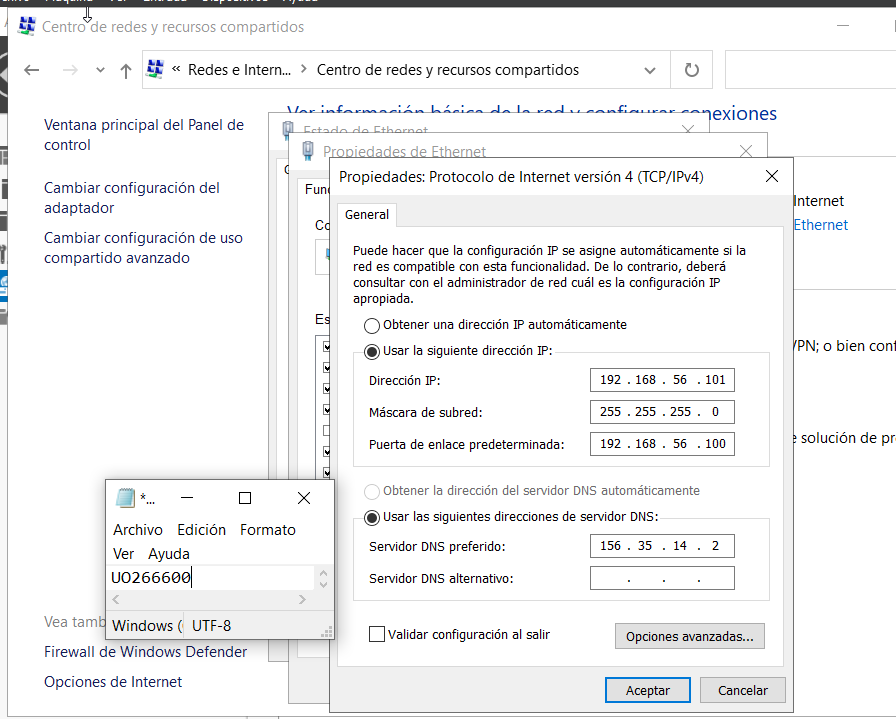 Máquina Ver Entrada Dispositivos Ayuda
Centro de redes y recursos compartidos
« Redes e Intern... > Centro de redes y recursos compartidos
Ver información básica de la red y configurar conexiones
Ventana principal del Panel de
control
Cambiar configuración del
adaptador
Cambiar configuración de uso
compartido avanzado
Estado de Ethernet
Propiedades de Ethernet
Propiedades: Protocolo de Internet versión 4 (TCP/IPv4)
General
Puede hacer que la configuración IP se asigne automáticamente si la
red es compatible con esta funcionalidad. De lo contrario, deberá
consultar con el administrador de red cuál es la configuración IP
apropiada.
Obtener una dirección IP automáticamente
Usar la siguiente dirección IP:
Dirección IP: 192 . 168 . 56 . 101
Máscara de subred: 255 . 255 . 255 . 0
Puerta de enlace predeterminada: 192 . 168 . 56 . 100
Obtener la dirección del servidor DNS automáticamente
Usar las siguientes direcciones de servidor DNS:
Servidor DNS preferido: 156 . 35 . 14 . 2
Servidor DNS alternativo: . . .
Validar configuración al salir
Opciones avanzadas...
Aceptar Cancelar
Internet
Ethernet
/PN; o bien conf
e solución de pr
*...
Archivo Edición Formato
Ver Ayuda
UO266600
Windows ( UTF-8
Vea tamb
Firewall de Windows Defender
Opciones de Internet